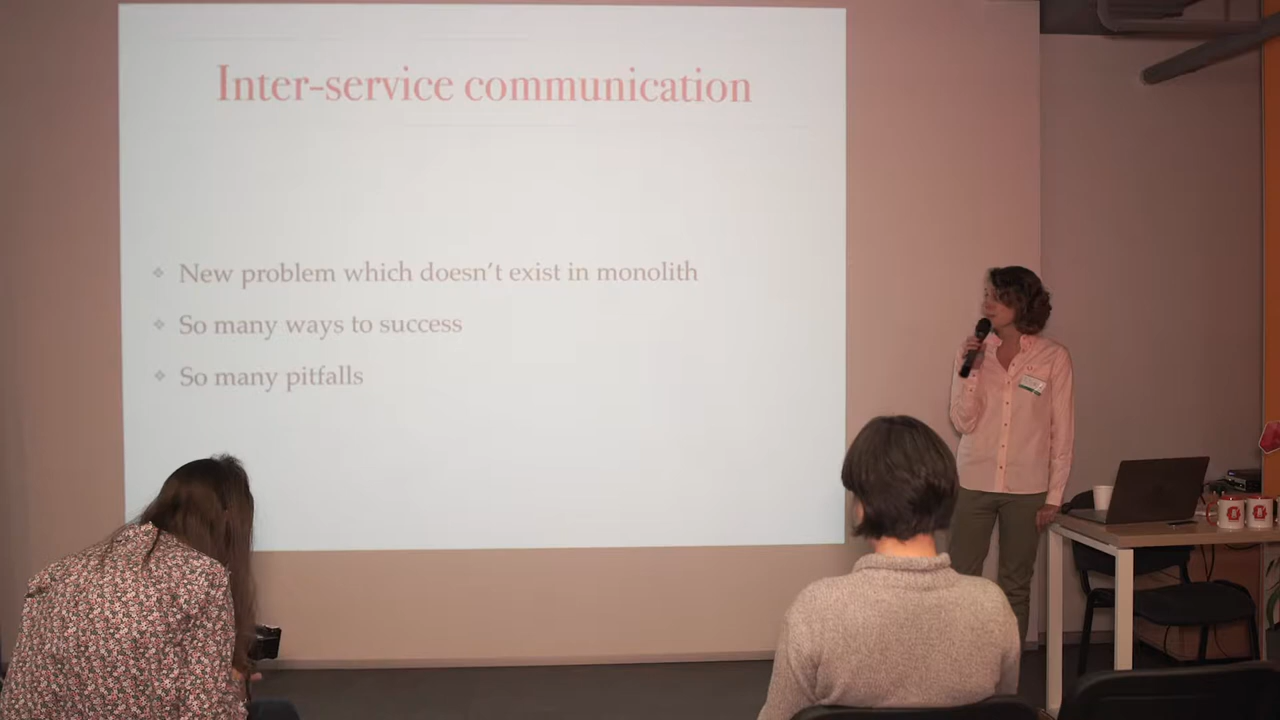 Inter-service communication
New problem which doesn't exist in monolith
So many ways to success
So many pitfalls